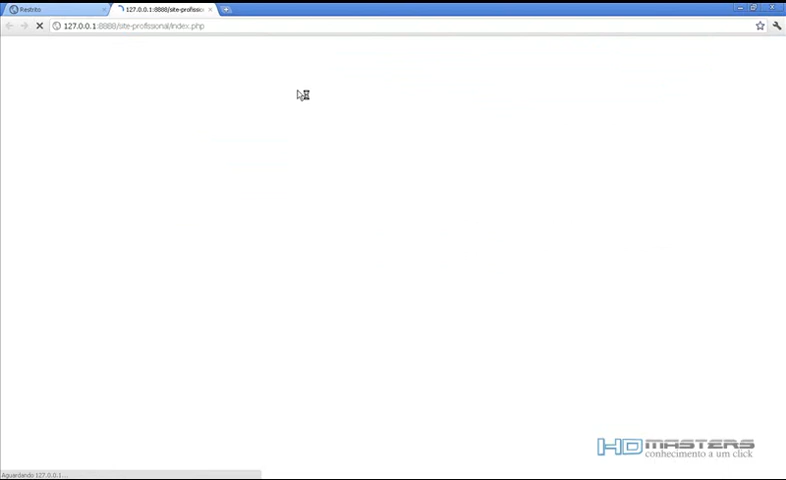 Restrito
127.0.0.1:8888/site-profissi
127.0.0.1:8888/site-profissional/index.php
HDMASTERS
conhecimento a um click
Aguardando 127.0.0.1...